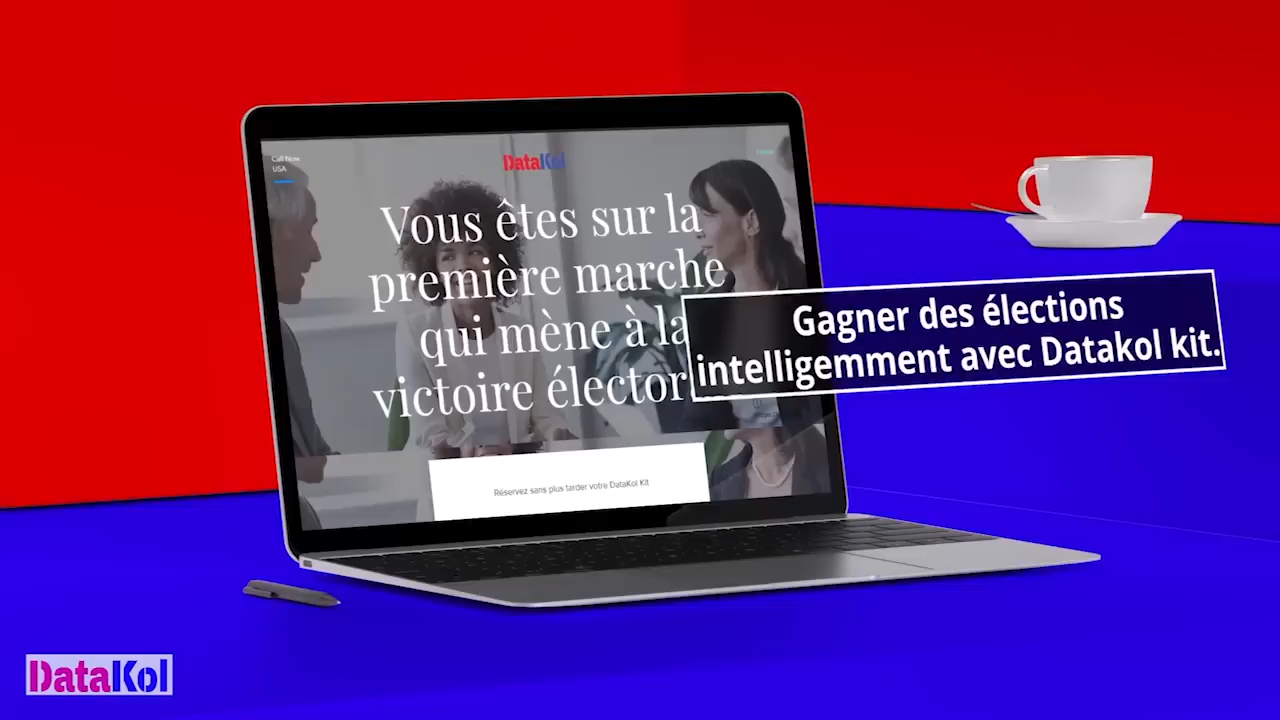 Call Now
USA
DataKol
Vous êtes sur la
première marche
qui mène à la
victoire élector
Réservez sans plus tarder votre DataKol Kit
Gagner des élections
intelligemment avec Datakol kit.
DataKol